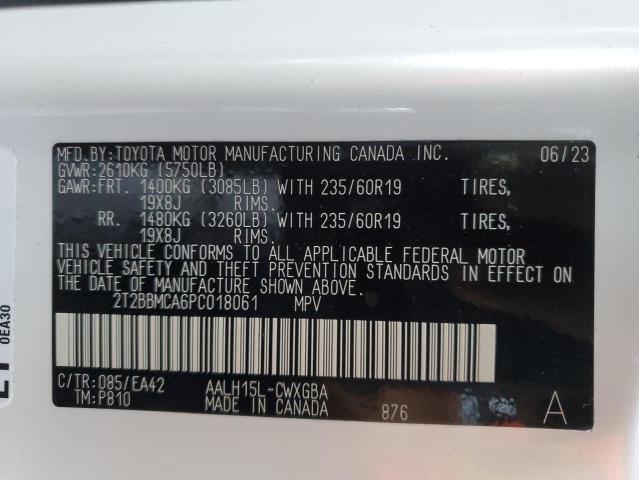 MFD.BY:TOYOTA MOTOR MANUFACTURING CANADA INC. 06/23
GVWR:2610KG (5750LB)
GAWR:FRT. 1400KG (3085LB) WITH 235/60R19 TIRES,
19X8J RIMS.
RR. 1480KG (3260LB) WITH 235/60R19 TIRES,
19X8J RIMS.
THIS VEHICLE CONFORMS TO ALL APPLICABLE FEDERAL MOTOR
VEHICLE SAFETY AND THEFT PREVENTION STANDARDS IN EFFECT ON
THE DATE OF MANUFACTURE SHOWN ABOVE.
2T2BBMCA6PC018061 MPV
C/TR:085/EA42 AALH15L-CWXGBA
TM:P810 MADE IN CANADA 876 A
0EA30